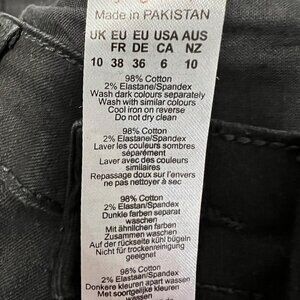 Made in PAKISTAN
UK EU EU USA AUS
FR DE CA NZ
10 38 36 6 10
98% Cotton
2% Elastane/Spandex
Wash dark colours separately
Wash with similar colours
Cool iron on reverse
Do not dry clean
98% Cotton
2% Elastane/Spandex
Laver les couleurs sombres
séparément
Laver avec des couleurs
similaires
Repassage doux sur l'envers
ne pas nettoyer à sec
98% Cotton
2% Elastan/Spandex
Dunkle farben separat
waschen
Mit ähnlichen farben
Zusammen waschen
Auf der rückseite kühl bügeln
Nicht für trockenreinigung
geeignet
98% Cotton
2% Elastaan/Spandex
Donkere kleuren apart wassen
Met soortgelijke kleuren
wassen